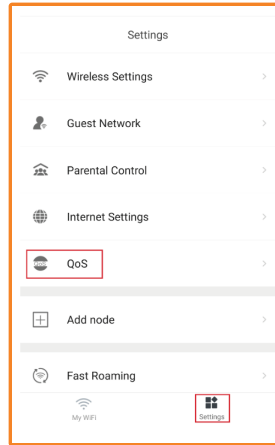 Settings
Wireless Settings
Guest Network
Parental Control
Internet Settings
QoS
Add node
Fast Roaming
My WiFi
Settings